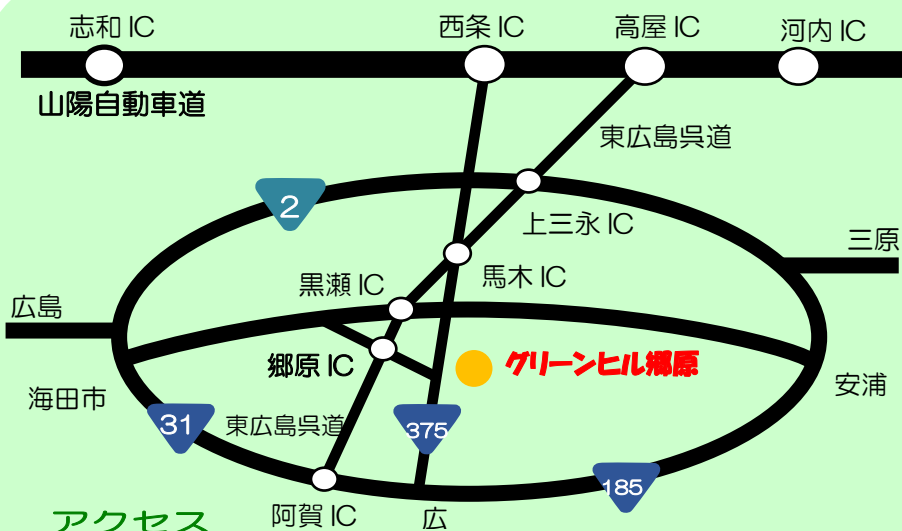 志和 IC
西条 IC
高屋 IC
河内 IC
山陽自動車道
東広島呉道
2
上三永 IC
三原
馬木 IC
黒瀬 IC
広島
郷原 IC
グリーンヒル郷原
海田市
安浦
31
東広島呉道
375
185
アクセス
阿賀 IC
広